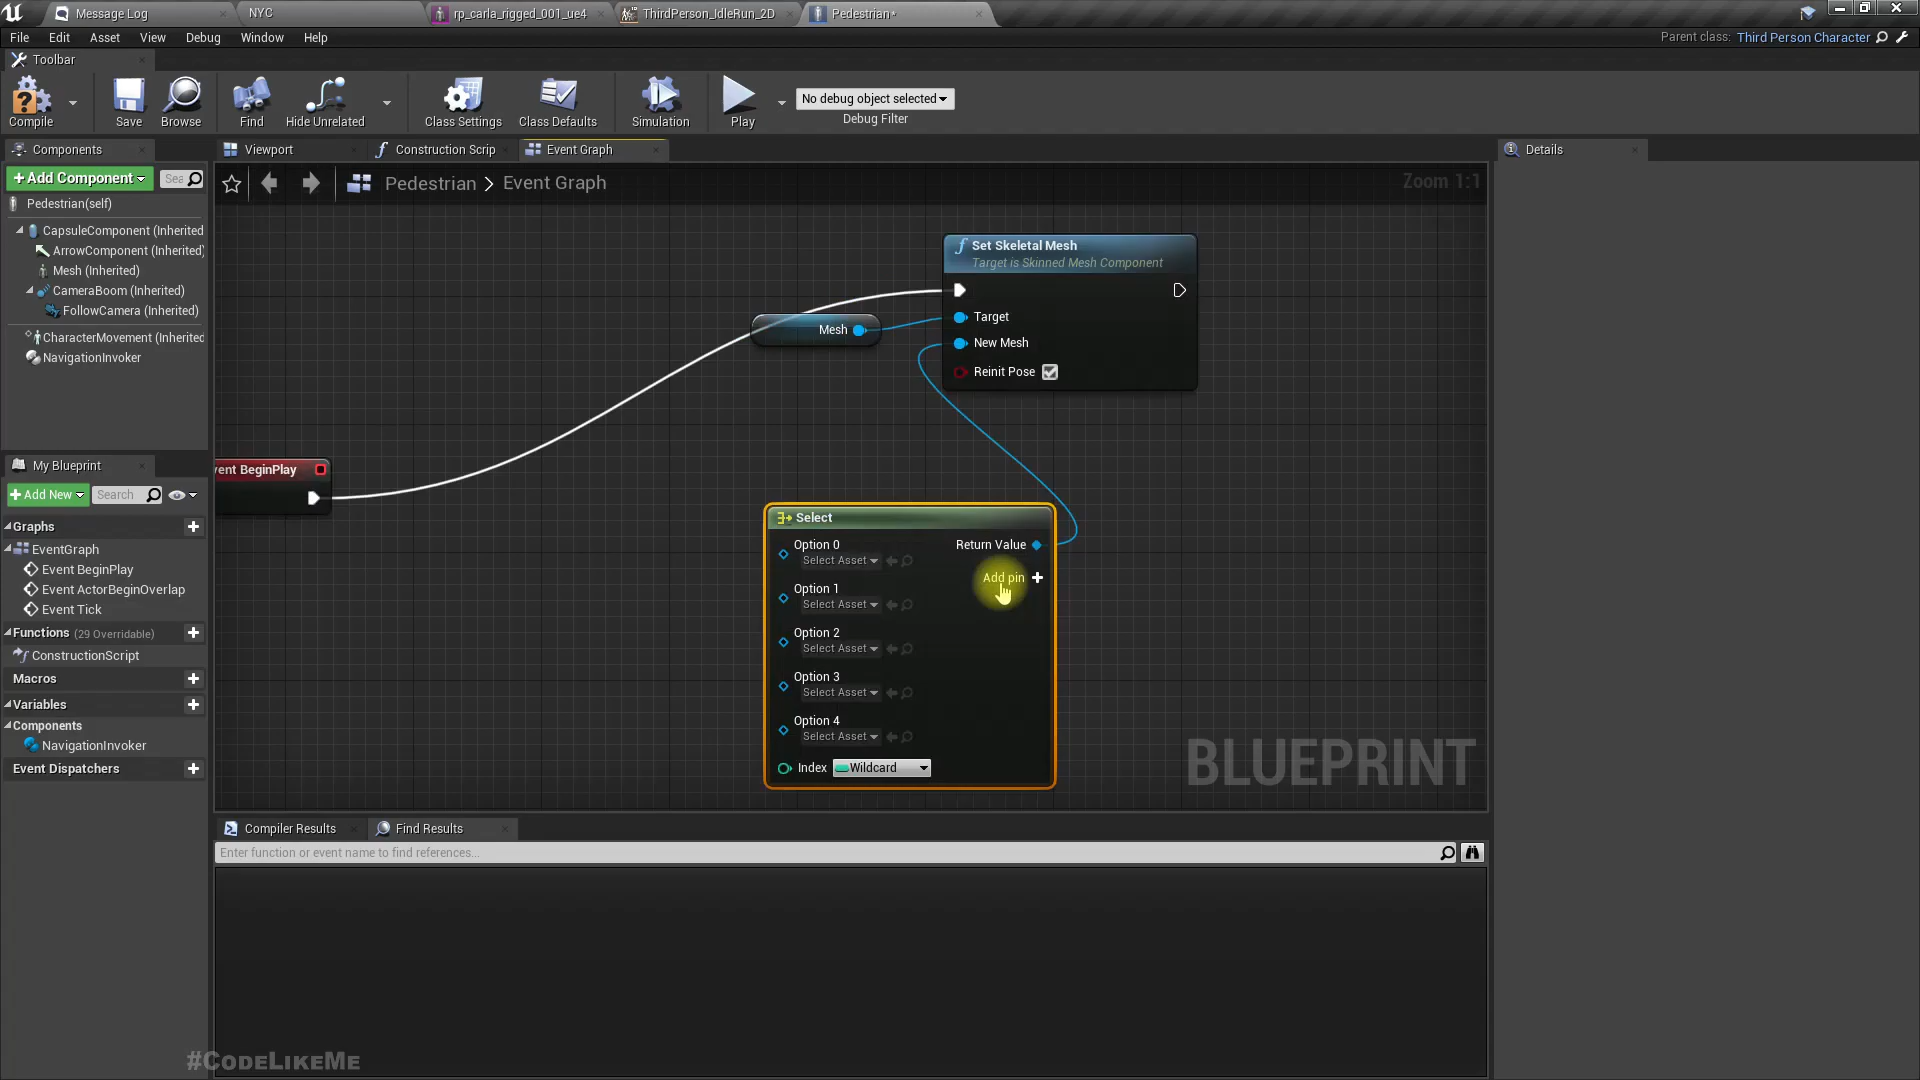 Message Log
NYC
rp_carla_rigged_001_ue4
ThirdPerson_IdleRun_2D
Pedestrian*
File Edit Asset View Debug Window Help
Parent class: Third Person Character
Toolbar
Compile
Save
Browse
Find
Hide Unrelated
Class Settings
Class Defaults
Simulation
Play
No debug object selected
Debug Filter
Components
Viewport
Construction Scrip
Event Graph
Details
+Add Component
Sea
Pedestrian > Event Graph
Zoom 1:1
Pedestrian(self)
CapsuleComponent (Inherited
ArrowComponent (Inherited)
Mesh (Inherited)
CameraBoom (Inherited)
FollowCamera (Inherited)
CharacterMovement (Inherited
NavigationInvoker
Set Skeletal Mesh
Target is Skinned Mesh Component
Mesh
Target
New Mesh
Reinit Pose
My Blueprint
+Add New
Search
vent BeginPlay
Graphs
EventGraph
Event BeginPlay
Event ActorBeginOverlap
Event Tick
Functions (29 Overridable)
ConstructionScript
Macros
Variables
Components
NavigationInvoker
Event Dispatchers
Select
Option 0
Select Asset
Return Value
Add pin +
Option 1
Select Asset
Option 2
Select Asset
Option 3
Select Asset
Option 4
Select Asset
Index Wildcard
BLUEPRINT
Compiler Results
Find Results
Enter function or event name to find references...
#CodeLikeMe